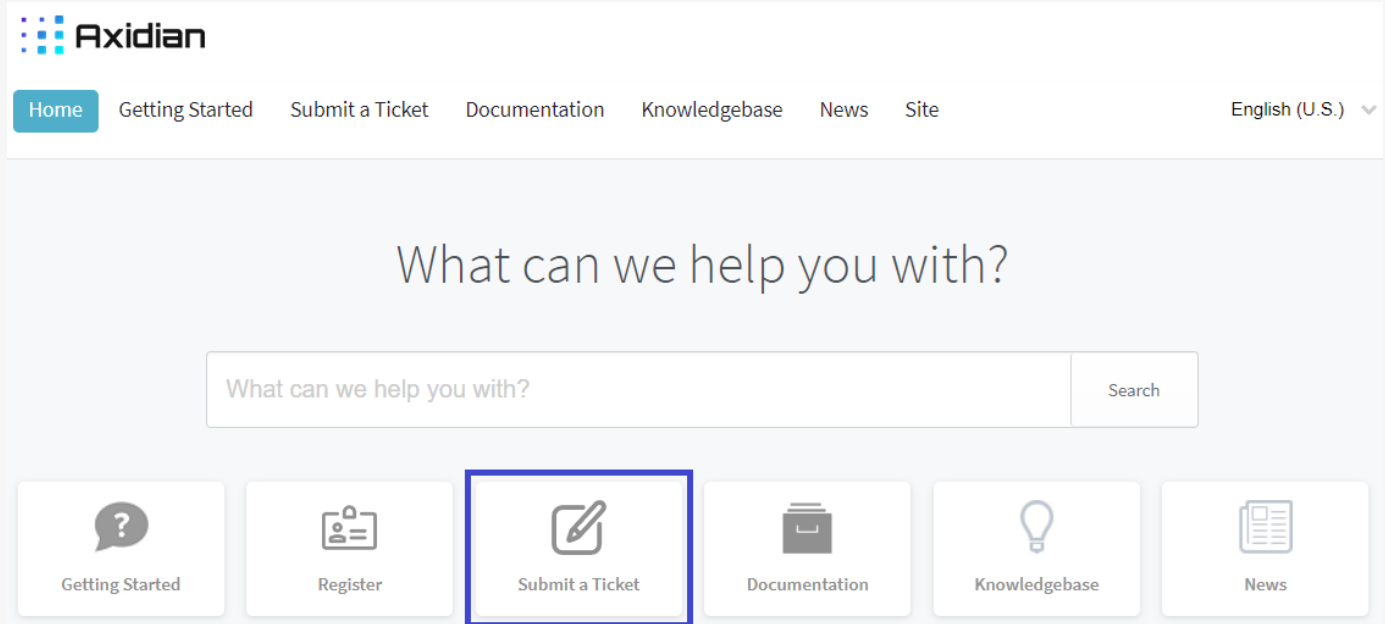 Axidian
Home Getting Started Submit a Ticket Documentation Knowledgebase News Site English (U.S.)
What can we help you with?
What can we help you with? Search
Getting Started Register Submit a Ticket Documentation Knowledgebase News